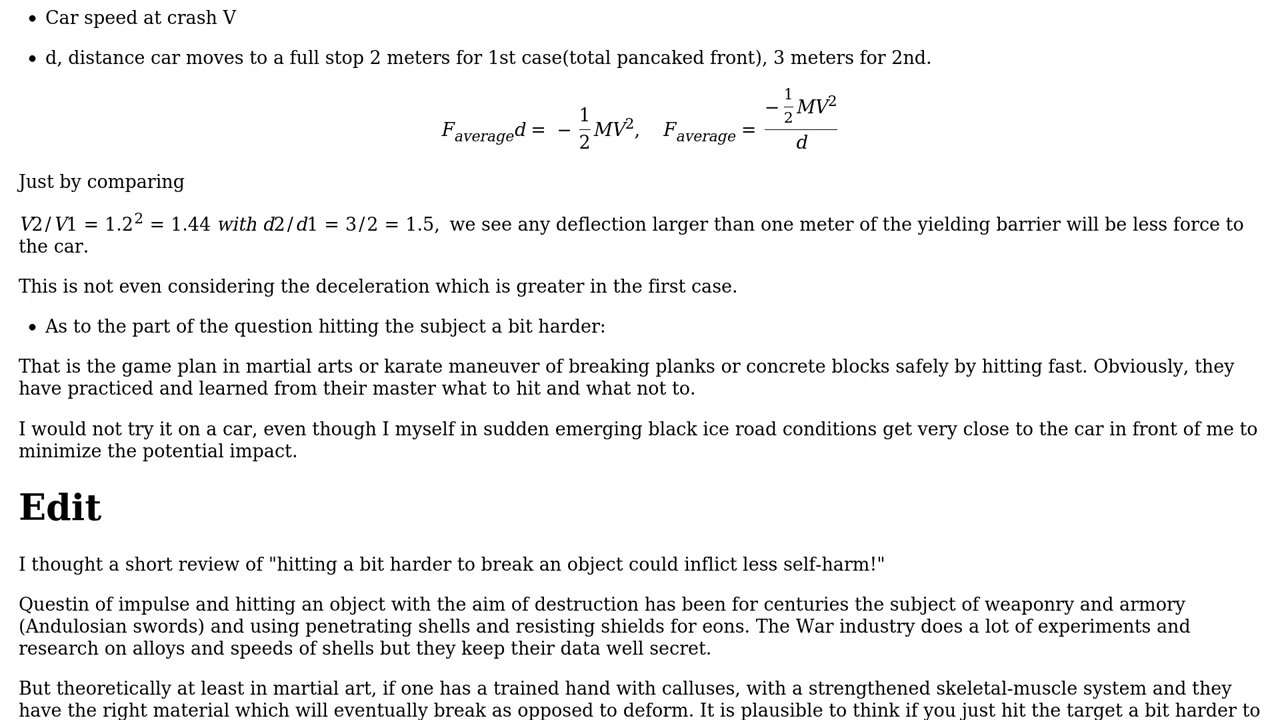 • Car speed at crash V
• d, distance car moves to a full stop 2 meters for 1st case(total pancaked front), 3 meters for 2nd.
F_average d = − 1/2 MV², F_average = (− 1/2 MV²)/d
Just by comparing
V2/V1 = 1.2² = 1.44 with d2/d1 = 3/2 = 1.5, we see any deflection larger than one meter of the yielding barrier will be less force to
the car.
This is not even considering the deceleration which is greater in the first case.
• As to the part of the question hitting the subject a bit harder:
That is the game plan in martial arts or karate maneuver of breaking planks or concrete blocks safely by hitting fast. Obviously, they
have practiced and learned from their master what to hit and what not to.
I would not try it on a car, even though I myself in sudden emerging black ice road conditions get very close to the car in front of me to
minimize the potential impact.
Edit
I thought a short review of "hitting a bit harder to break an object could inflict less self-harm!"
Questin of impulse and hitting an object with the aim of destruction has been for centuries the subject of weaponry and armory
(Andulosian swords) and using penetrating shells and resisting shields for eons. The War industry does a lot of experiments and
research on alloys and speeds of shells but they keep their data well secret.
But theoretically at least in martial art, if one has a trained hand with calluses, with a strengthened skeletal-muscle system and they
have the right material which will eventually break as opposed to deform. It is plausible to think if you just hit the target a bit harder to